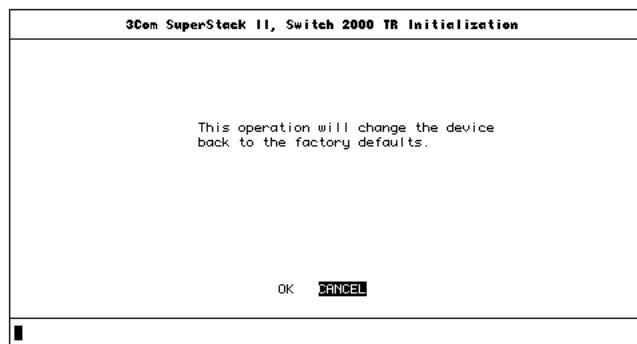 3Com SuperStack II, Switch 2000 TR Initialization
This operation will change the device
back to the factory defaults.
OK CANCEL